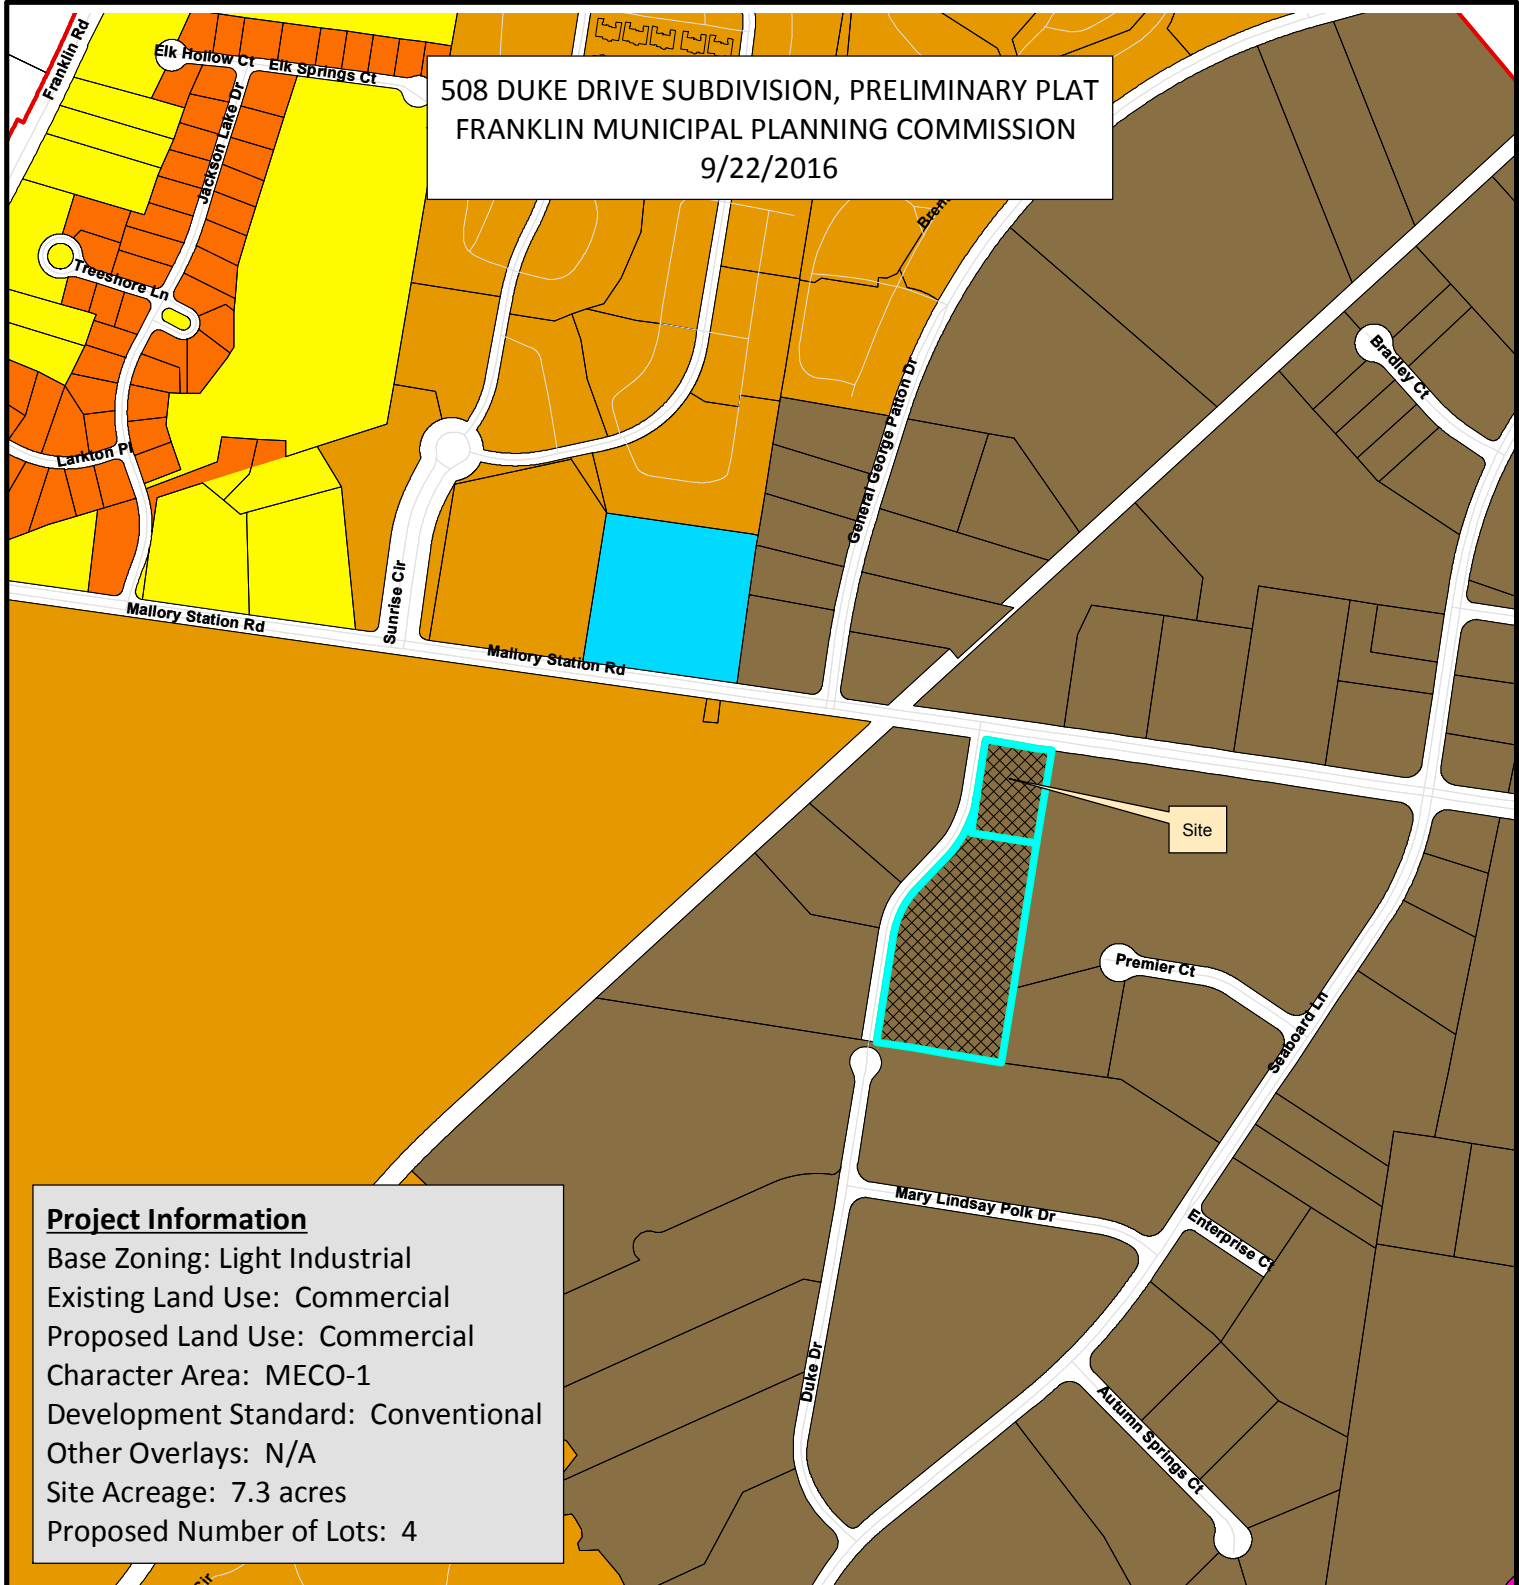 Franklin Rd
Elk Hollow Ct
Elk Springs Ct
Jackson Lake Dr
508 DUKE DRIVE SUBDIVISION, PRELIMINARY PLAT
FRANKLIN MUNICIPAL PLANNING COMMISSION
9/22/2016
Treeshore Ln
Larkton Pl
General George Patton Dr
Bradley Ct
Sunrise Cir
Mallory Station Rd
Mallory Station Rd
Site
Premier Ct
Seaboard Ln
Mary Lindsay Polk Dr
Enterprise Ct
Duke Dr
Autumn Springs Ct
Project Information
Base Zoning: Light Industrial
Existing Land Use: Commercial
Proposed Land Use: Commercial
Character Area: MECO-1
Development Standard: Conventional
Other Overlays: N/A
Site Acreage: 7.3 acres
Proposed Number of Lots: 4